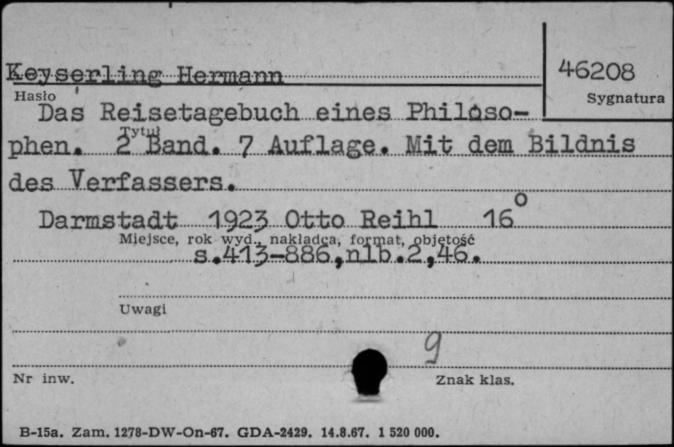 46208
Keyserling Hermann
Sygnatura
Hasło
Das Reisetagebuch eines Philoso-
Tytuł
phen. 2 Band. 7 Auflage. Mit dem Bildnis
des Verfassers.
Darmstadt 1923 Otto Reihl 16°
Miejsce, rok wyd., nakładca, format, objętość
s.413-886,nlb.2,46.
Uwagi
9
Nr inw.
Znak klas.
B-15a. Zam. 1278-DW-On-67. GDA-2429. 14.8.67. 1 520 000.